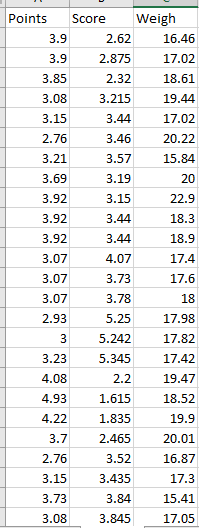 Points Score Weigh
3.9 2.62 16.46
3.9 2.875 17.02
3.85 2.32 18.61
3.08 3.215 19.44
3.15 3.44 17.02
2.76 3.46 20.22
3.21 3.57 15.84
3.69 3.19 20
3.92 3.15 22.9
3.92 3.44 18.3
3.92 3.44 18.9
3.07 4.07 17.4
3.07 3.73 17.6
3.07 3.78 18
2.93 5.25 17.98
3 5.242 17.82
3.23 5.345 17.42
4.08 2.2 19.47
4.93 1.615 18.52
4.22 1.835 19.9
3.7 2.465 20.01
2.76 3.52 16.87
3.15 3.435 17.3
3.73 3.84 15.41
3.08 3.845 17.05